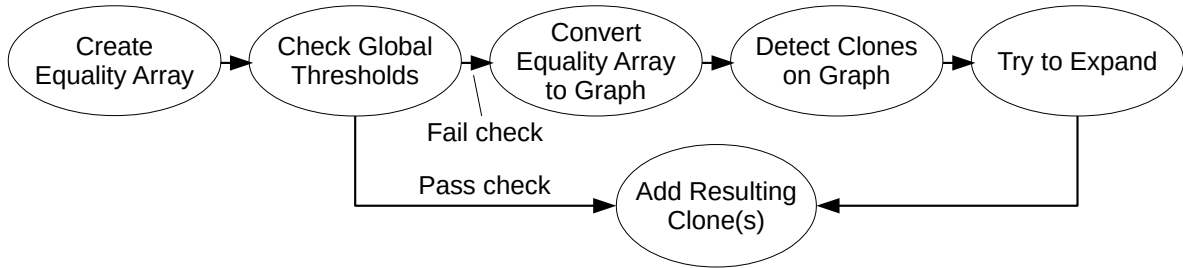 Create
Equality Array
Check Global
Thresholds
Convert
Equality Array
to Graph
Detect Clones
on Graph
Try to Expand
Fail check
Pass check
Add Resulting
Clone(s)